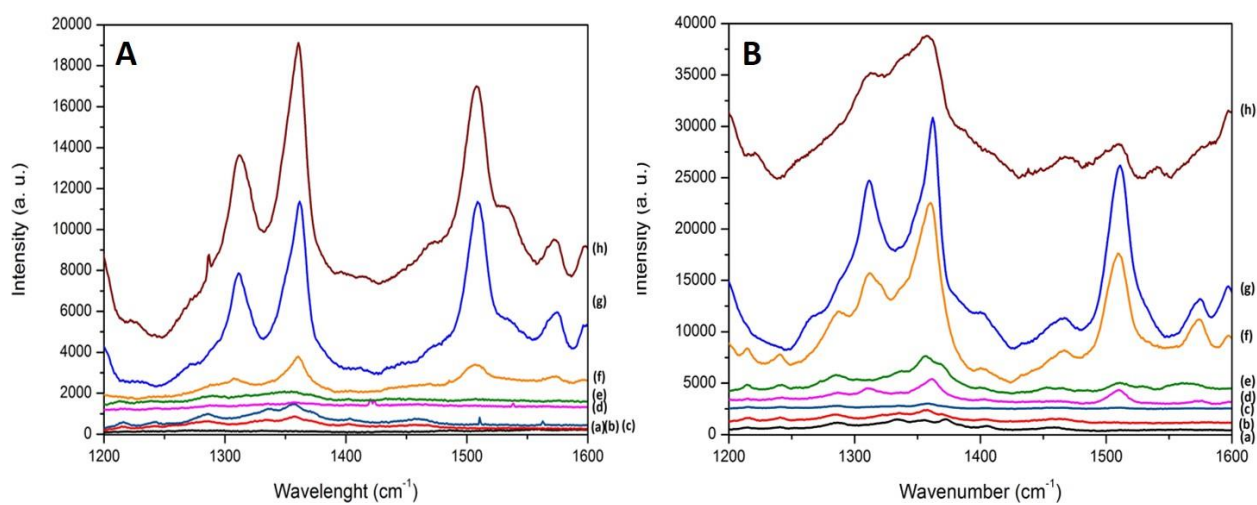 A
20000
18000
16000
14000
12000
10000
8000
6000
4000
2000
0
Intensity (a. u.)
1200 1300 1400 1500 1600
Wavelenght (cm-1)
(h)
(g)
(f)
(e)
(d)
(a)(b) (c)
B
40000
35000
30000
25000
20000
15000
10000
5000
0
Intensity (a. u.)
1200 1300 1400 1500 1600
Wavenumber (cm-1)
(h)
(g)
(f)
(e)
(d)
(c)
(b)
(a)